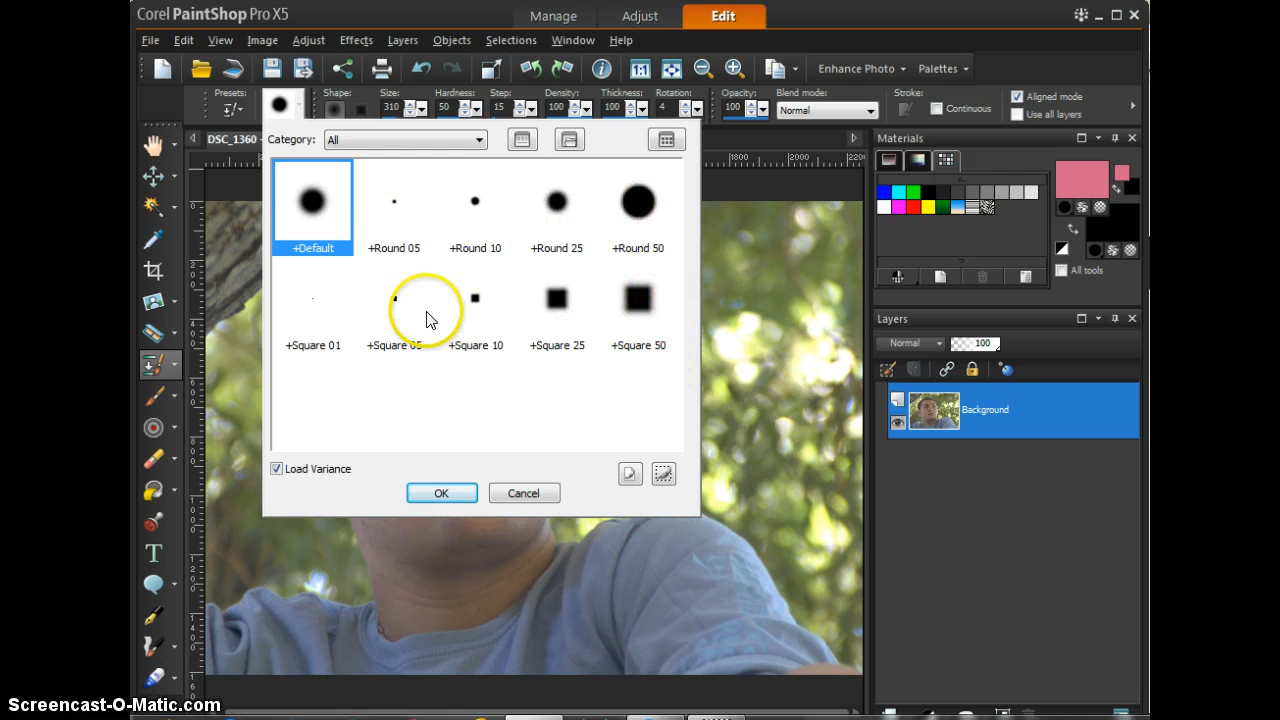 Corel PaintShop Pro X5
Manage Adjust Edit
File Edit View Image Adjust Effects Layers Objects Selections Window Help
1:1 Enhance Photo Palettes
Presets: Shape: Size: Hardness: Step: Density: Thickness: Rotation: Opacity: Blend mode: Stroke:
310 50 15 100 100 4 100 Normal Continuous
Aligned mode
Use all layers
DSC_1360
Category: All
1800 2000
+Default +Round 05 +Round 10 +Round 25 +Round 50
+Square 01 +Square 05 +Square 10 +Square 25 +Square 50
Load Variance
OK Cancel
Materials
All tools
Layers
Normal 100
Background
T
Screencast-O-Matic.com